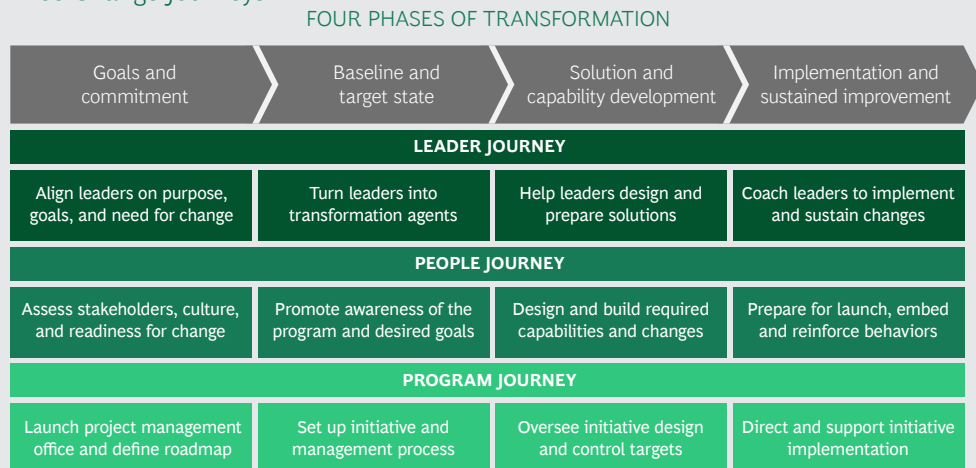 FOUR PHASES OF TRANSFORMATION
Goals and
commitment
Baseline and
target state
Solution and
capability development
Implementation and
sustained improvement
LEADER JOURNEY
Align leaders on purpose,
goals, and need for change
Turn leaders into
transformation agents
Help leaders design and
prepare solutions
Coach leaders to implement
and sustain changes
PEOPLE JOURNEY
Assess stakeholders, culture,
and readiness for change
Promote awareness of the
program and desired goals
Design and build required
capabilities and changes
Prepare for launch, embed
and reinforce behaviors
PROGRAM JOURNEY
Launch project management
office and define roadmap
Set up initiative and
management process
Oversee initiative design
and control targets
Direct and support initiative
implementation